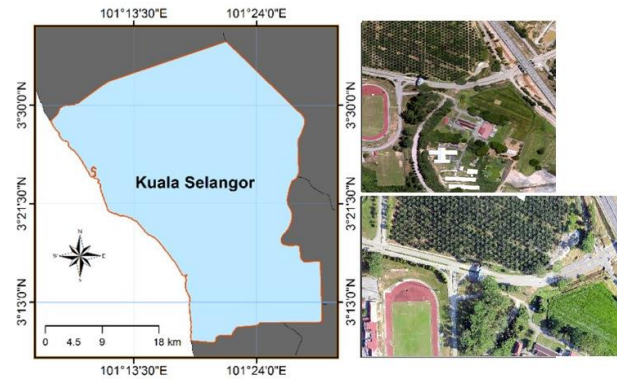 101°13'30"E 101°24'0"E
3°30'0"N 3°30'0"N
3°21'30"N 3°21'30"N
Kuala Selangor
N
W E
S
3°13'0"N 3°13'0"N
0 4.5 9 18 km
101°13'30"E 101°24'0"E